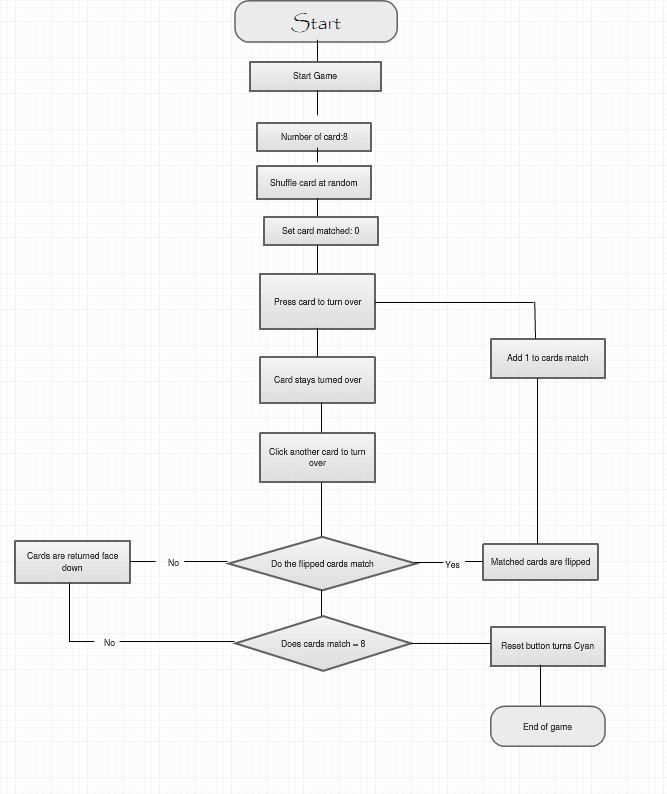 Start
Start Game
Number of card:8
Shuffle card at random
Set card matched: 0
Press card to turn over
Add 1 to cards match
Card stays turned over
Click another card to turn
over
Cards are returned face
down
No
Do the flipped cards match
Yes
Matched cards are flipped
No
Does cards match = 8
Reset button turns Cyan
End of game